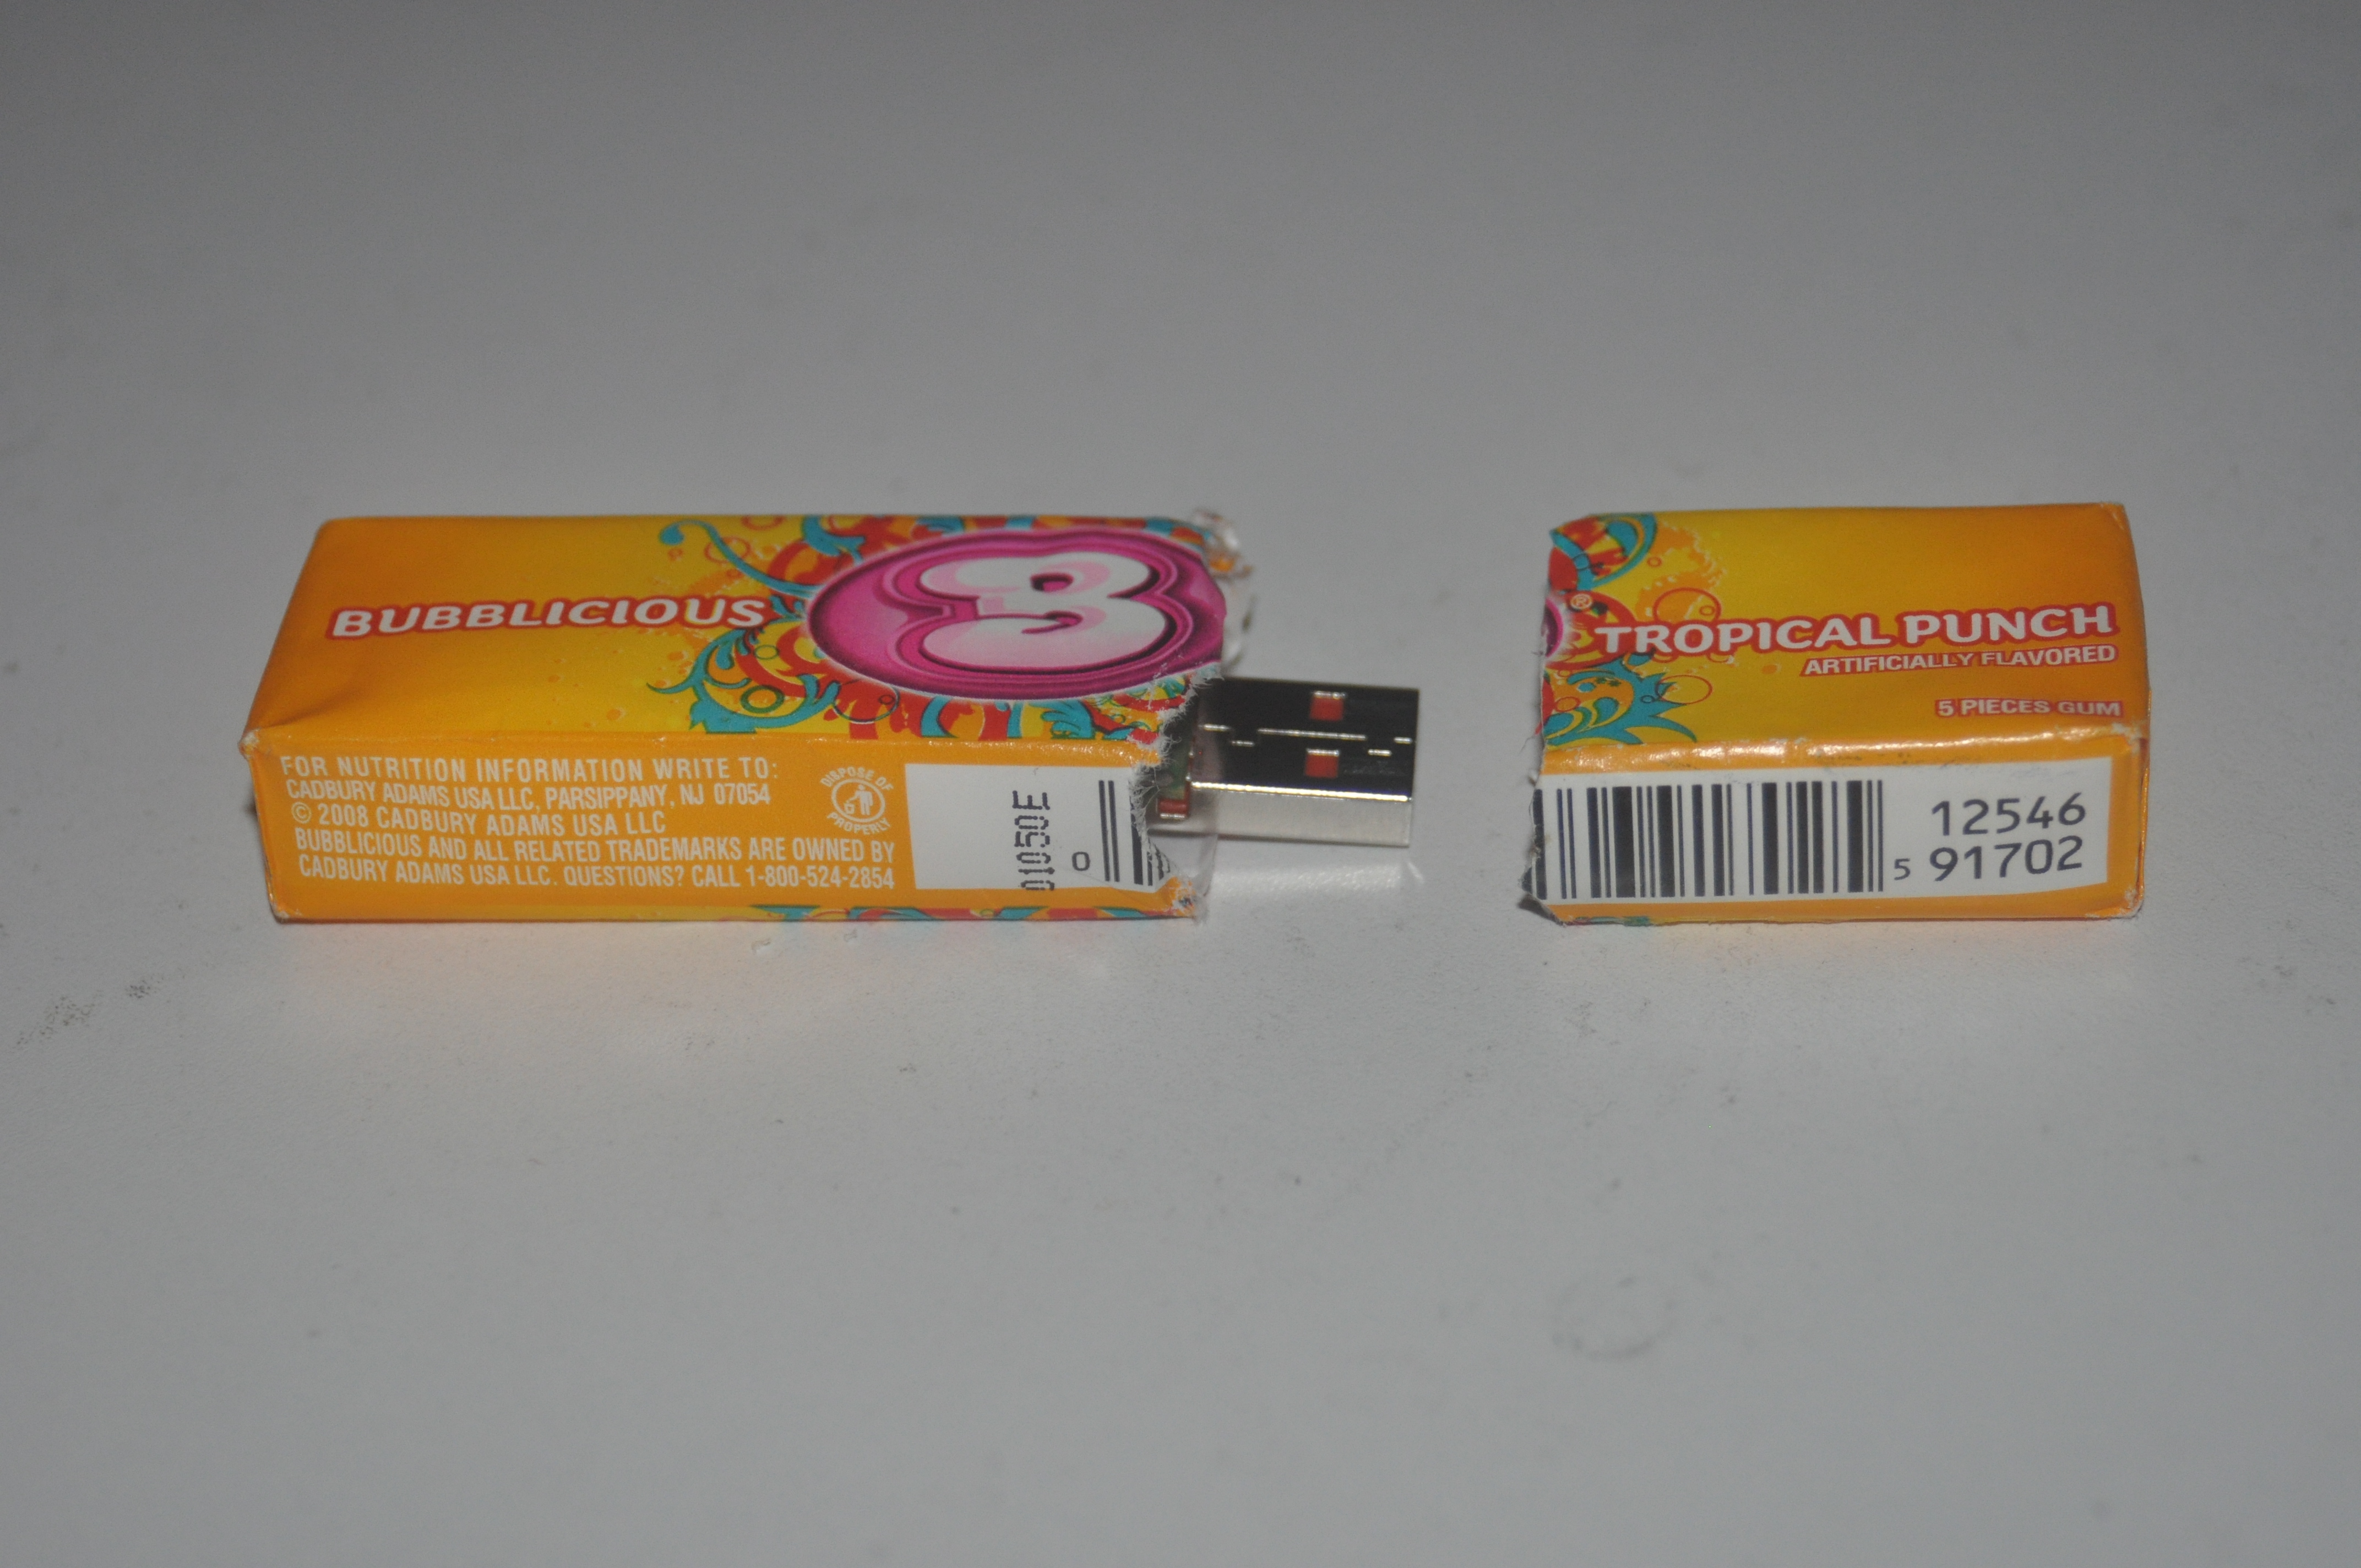 BUBBLICIOUS
B
FOR NUTRITION INFORMATION WRITE TO:
CADBURY ADAMS USA LLC, PARSIPPANY, NJ 07054
© 2008 CADBURY ADAMS USA LLC
BUBBLICIOUS AND ALL RELATED TRADEMARKS ARE OWNED BY
CADBURY ADAMS USA LLC. QUESTIONS? CALL 1-800-524-2854
DISPOSE OF
PROPERLY
01050E
0
®
TROPICAL PUNCH
ARTIFICIALLY FLAVORED
5 PIECES GUM
12546
5 91702